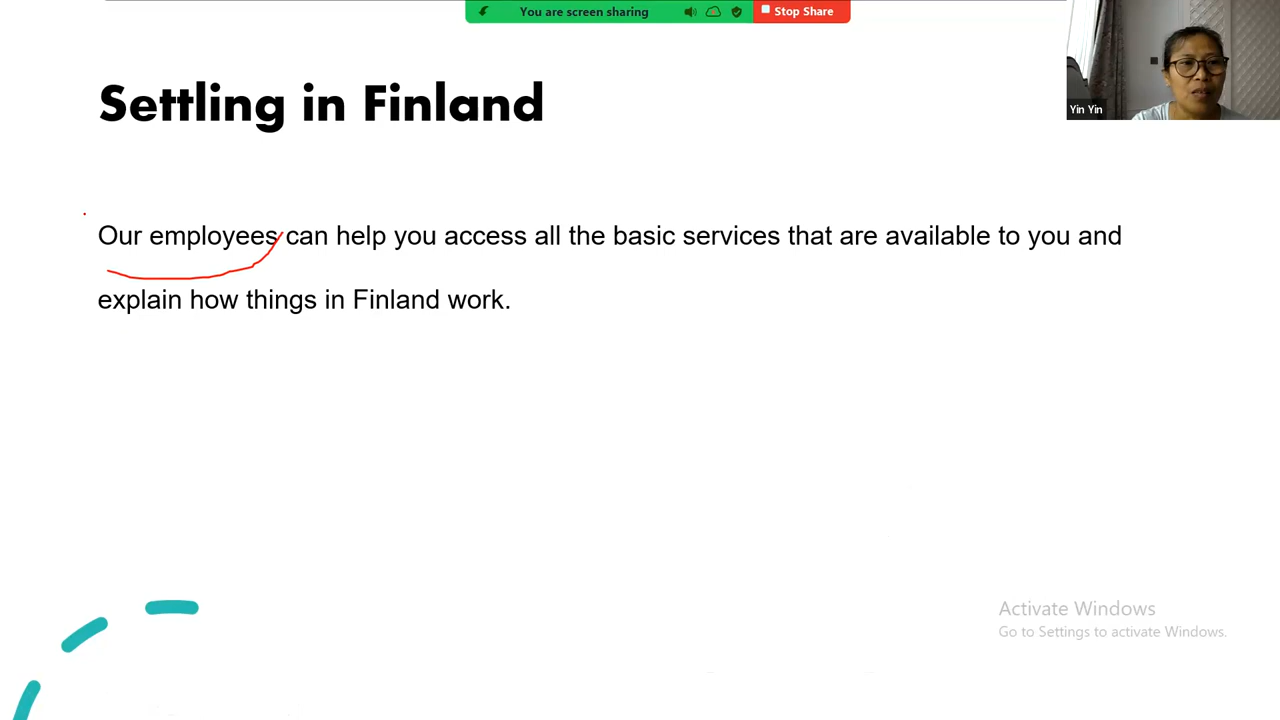 You are screen sharing
Stop Share
Yin Yin
Settling in Finland
Our employees can help you access all the basic services that are available to you and
explain how things in Finland work.
Activate Windows
Go to Settings to activate Windows.